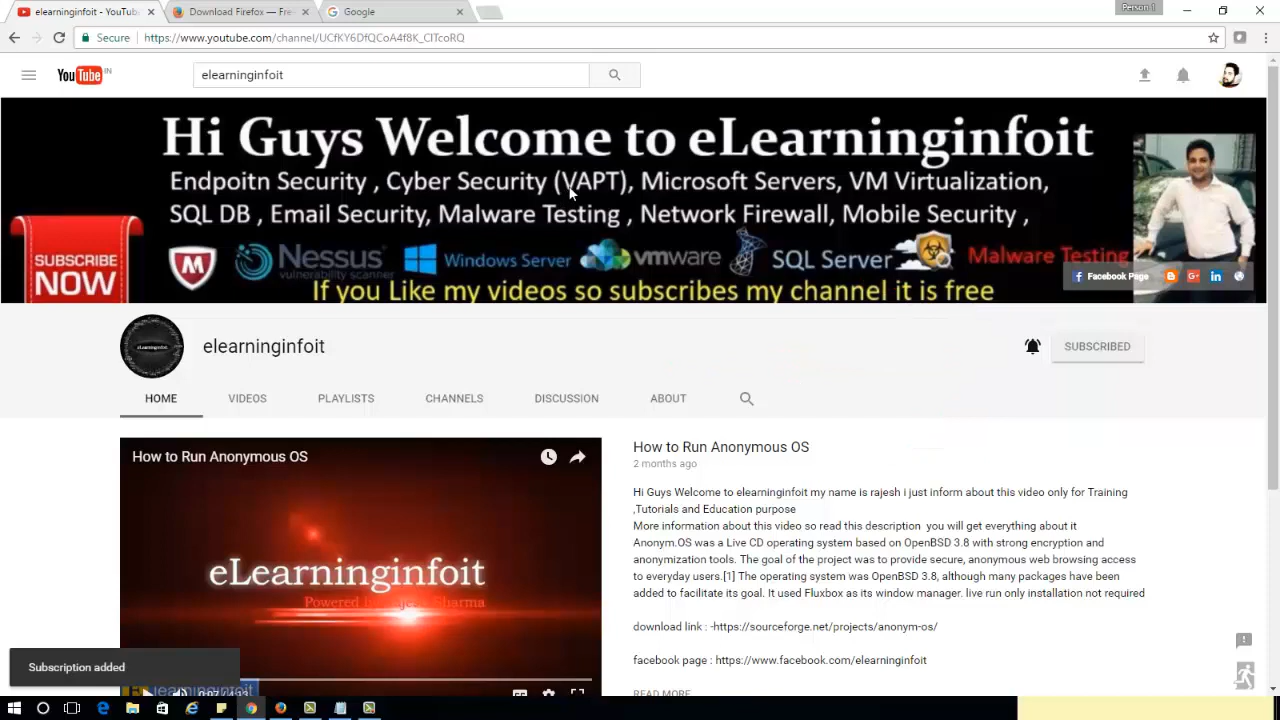 elearninginfoit - YouTub
Download Firefox — Fre
Google
Person 1
Secure
https://www.youtube.com/channel/UCfKY6DfQCoA4f8K_CITcoRQ
YouTube IN
elearninginfoit
Hi Guys Welcome to eLearninginfoit
Endpoitn Security , Cyber Security (VAPT), Microsoft Servers, VM Virtualization,
SQL DB , Email Security, Malware Testing , Network Firewall, Mobile Security ,
SUBSCRIBE
NOW
Nessus
vulnerability scanner
Windows Server
vmware
SQL Server
Malware Testing
Facebook Page
If you Like my videos so subscribes my channel it is free
elearninginfoit
SUBSCRIBED
HOME
VIDEOS
PLAYLISTS
CHANNELS
DISCUSSION
ABOUT
How to Run Anonymous OS
eLearninginfoit
How to Run Anonymous OS
2 months ago
Hi Guys Welcome to elearninginfoit my name is rajesh i just inform about this video only for Training
,Tutorials and Education purpose
More information about this video so read this description you will get everything about it
Anonym.OS was a Live CD operating system based on OpenBSD 3.8 with strong encryption and
anonymization tools. The goal of the project was to provide secure, anonymous web browsing access
to everyday users.[1] The operating system was OpenBSD 3.8, although many packages have been
added to facilitate its goal. It used Fluxbox as its window manager. live run only installation not required
download link : -https://sourceforge.net/projects/anonym-os/
facebook page : https://www.facebook.com/elearninginfoit
READ MORE
Subscription added